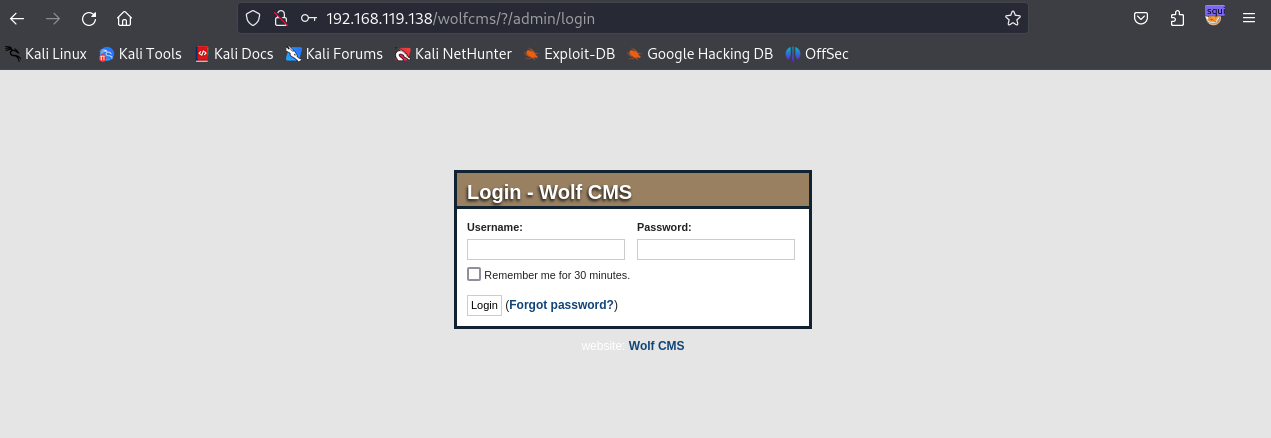 192.168.119.138/wolfcms/?/admin/login
squi
Kali Linux Kali Tools Kali Docs Kali Forums Kali NetHunter Exploit-DB Google Hacking DB OffSec
Login - Wolf CMS
Username: Password:
Remember me for 30 minutes.
Login (Forgot password?)
website: Wolf CMS